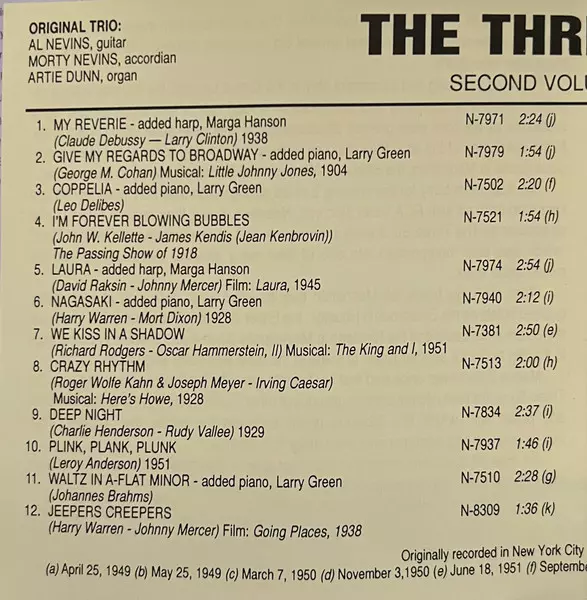 ORIGINAL TRIO:
AL NEVINS, guitar
MORTY NEVINS, accordian
ARTIE DUNN, organ
THE THR
SECOND VOLU
1. MY REVERIE - added harp, Marga Hanson N-7971 2:24 (j)
(Claude Debussy — Larry Clinton) 1938
2. GIVE MY REGARDS TO BROADWAY - added piano, Larry Green N-7979 1:54 (j)
(George M. Cohan) Musical: Little Johnny Jones, 1904
3. COPPELIA - added piano, Larry Green N-7502 2:20 (f)
(Leo Delibes)
4. I'M FOREVER BLOWING BUBBLES N-7521 1:54 (h)
(John W. Kellette - James Kendis (Jean Kenbrovin))
The Passing Show of 1918
5. LAURA - added harp, Marga Hanson N-7974 2:54 (j)
(David Raksin - Johnny Mercer) Film: Laura, 1945
6. NAGASAKI - added piano, Larry Green N-7940 2:12 (i)
(Harry Warren - Mort Dixon) 1928
7. WE KISS IN A SHADOW N-7381 2:50 (e)
(Richard Rodgers - Oscar Hammerstein, II) Musical: The King and I, 1951
8. CRAZY RHYTHM N-7513 2:00 (h)
(Roger Wolfe Kahn & Joseph Meyer - Irving Caesar)
Musical: Here's Howe, 1928
9. DEEP NIGHT N-7834 2:37 (i)
(Charlie Henderson - Rudy Vallee) 1929
10. PLINK, PLANK, PLUNK N-7937 1:46 (i)
(Leroy Anderson) 1951
11. WALTZ IN A-FLAT MINOR - added piano, Larry Green N-7510 2:28 (g)
(Johannes Brahms)
12. JEEPERS CREEPERS N-8309 1:36 (k)
(Harry Warren - Johnny Mercer) Film: Going Places, 1938
Originally recorded in New York City
(a) April 25, 1949 (b) May 25, 1949 (c) March 7, 1950 (d) November 3,1950 (e) June 18, 1951 (f) Septemb